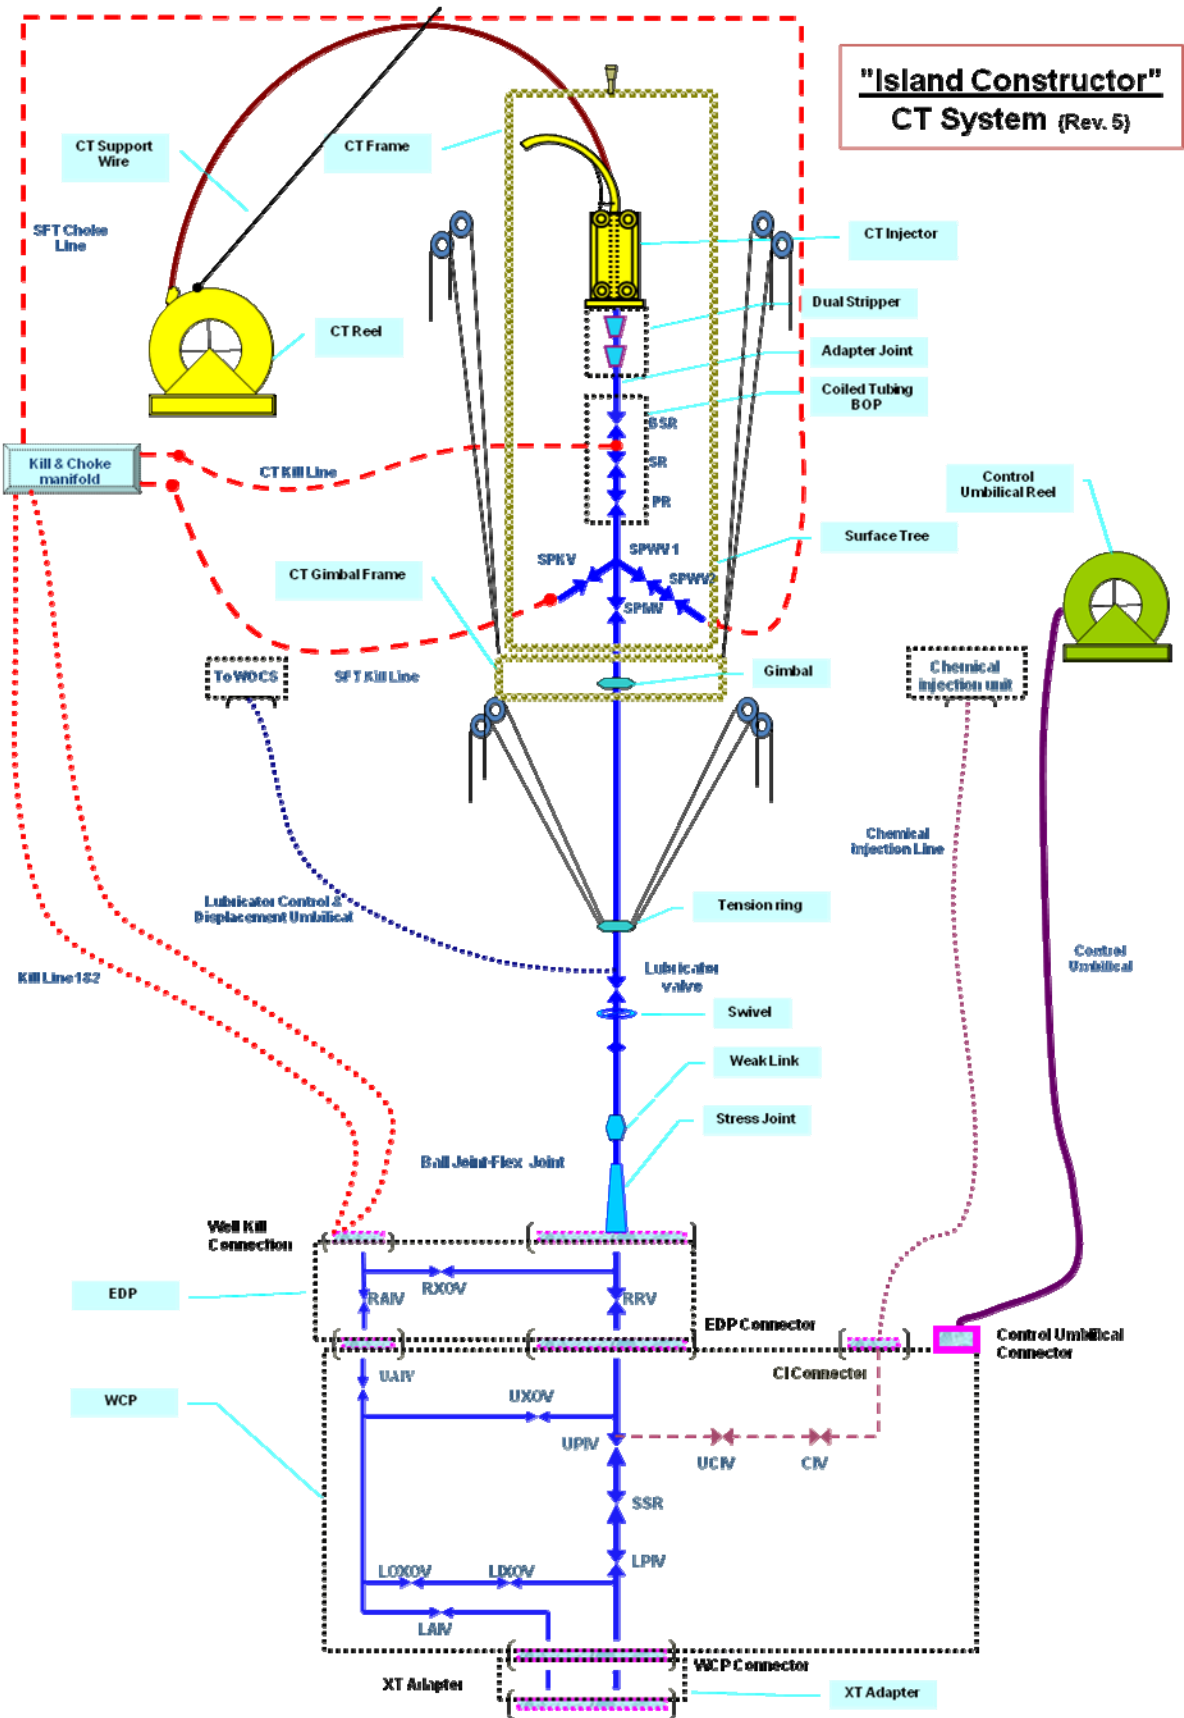 "Island Constructor"
CT System (Rev. 5)
CT Support
Wire
CT Frame
SFT Choke
Line
CT Injector
CT Reel
Dual Stripper
Adapter Joint
Coiled Tubing
BOP
BSR
Kill & Choke
manifold
CT Kill Line
SR
Control
Umbilical Reel
PR
Surface Tree
SPKV
SPWV1
CT Gimbal Frame
SPWV2
SPMV
To WOCS
SFT Kill Line
Gimbal
Chemical
injection unit
Chemical
Injection Line
Lubricator Control &
Displacement Umbilical
Tension ring
Control
Umbilical
Kill Line 1&2
Lubricator
valve
Swivel
Weak Link
Stress Joint
Ball Joint-Flex Joint
Well Kill
Connection
EDP
RXOV
RAIV
RRV
EDP Connector
Control Umbilical
Connector
CI Connector
UAIV
WCP
UXOV
UPIV
UCIV
CIV
SSR
LPIV
LOXOV
LIXOV
LAIV
WCP Connector
XT Adapter
XT Adapter